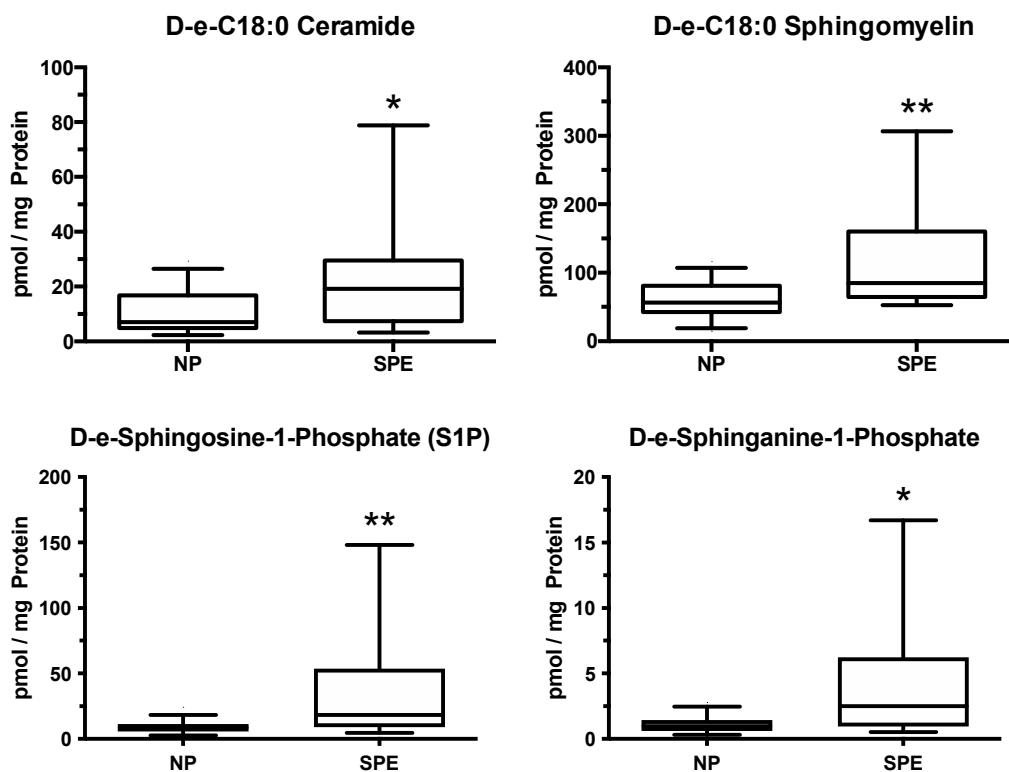 D-e-C18:0 Ceramide
pmol / mg Protein
100
80
60
40
20
0
*
NP
SPE
D-e-C18:0 Sphingomyelin
pmol / mg Protein
400
300
200
100
0
**
NP
SPE
D-e-Sphingosine-1-Phosphate (S1P)
pmol / mg Protein
200
150
100
50
0
**
NP
SPE
D-e-Sphinganine-1-Phosphate
pmol / mg Protein
20
15
10
5
0
*
NP
SPE